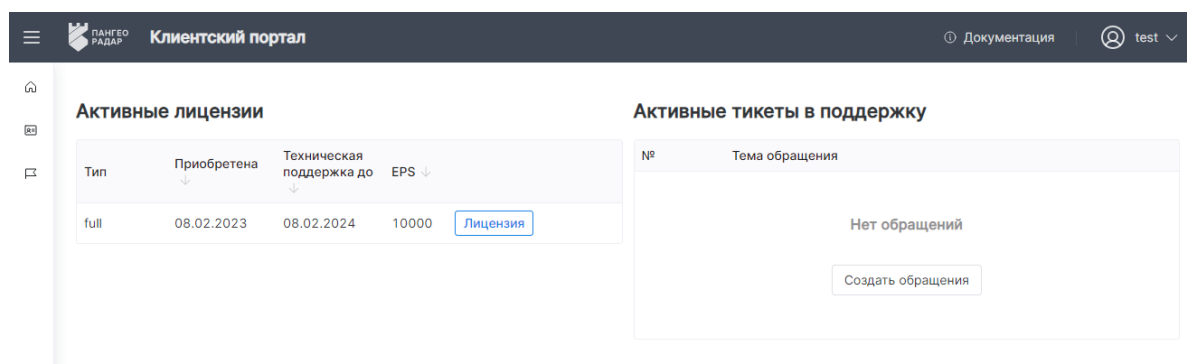 ПАНГЕО
РАДАР
Клиентский портал
Документация
test
Активные лицензии
Тип
Приобретена
Техническая
поддержка до
EPS
full
08.02.2023
08.02.2024
10000
Лицензия
Активные тикеты в поддержку
№
Тема обращения
Нет обращений
Создать обращения